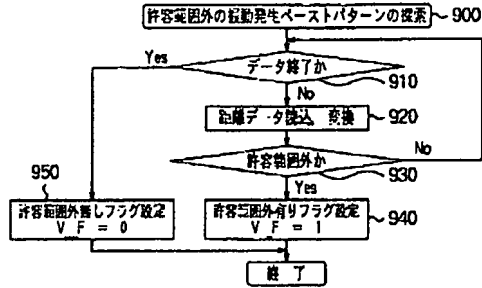 許容範囲外の振動発生ペーストパターンの探索
900
Yes
データ終了か
910
No
距離データ読込 変換
920
No
許容範囲外か
930
950
Yes
許容範囲外無しフラグ設定
V F = 0
許容範囲外有りフラグ設定
V F = 1
940
終了